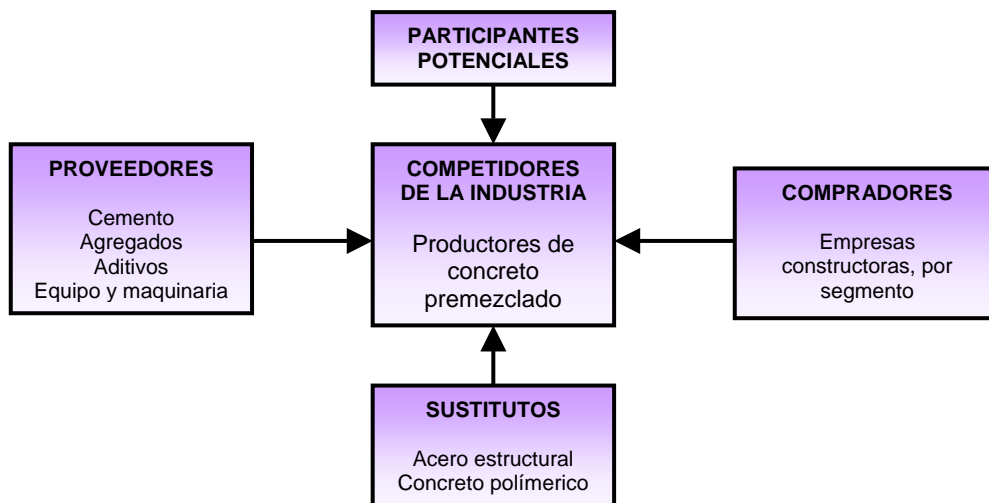 PARTICIPANTES
POTENCIALES
PROVEEDORES
Cemento
Agregados
Aditivos
Equipo y maquinaria
COMPETIDORES
DE LA INDUSTRIA
Productores de
concreto
premezclado
COMPRADORES
Empresas
constructoras, por
segmento
SUSTITUTOS
Acero estructural
Concreto polímerico